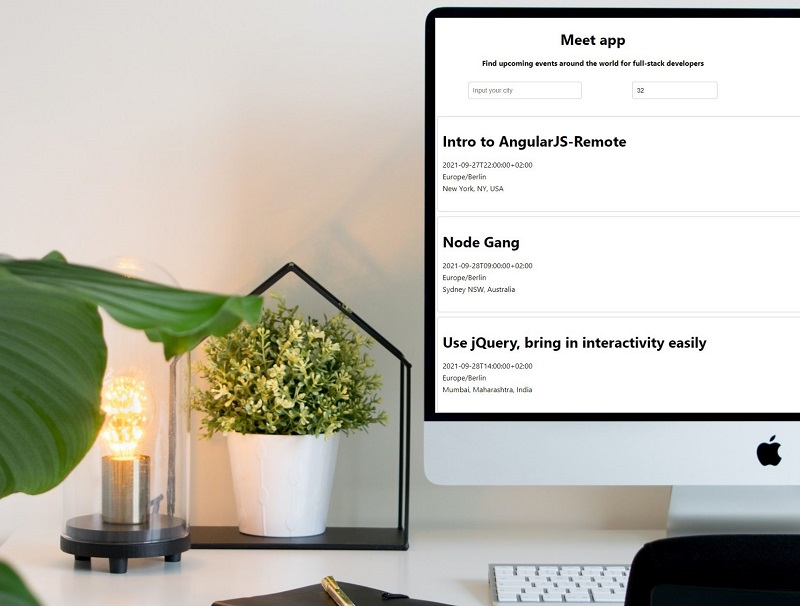 Meet app
Find upcoming events around the world for full-stack developers
Input your city
32
Intro to AngularJS-Remote
2021-09-27T22:00:00+02:00
Europe/Berlin
New York, NY, USA
Node Gang
2021-09-28T09:00:00+02:00
Europe/Berlin
Sydney NSW, Australia
Use jQuery, bring in interactivity easily
2021-09-28T14:00:00+02:00
Europe/Berlin
Mumbai, Maharashtra, India